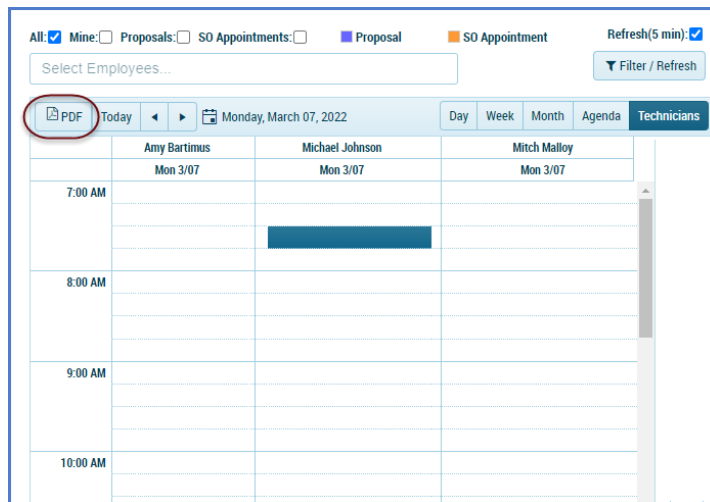 All: Mine: Proposals: SO Appointments: Proposal SO Appointment Refresh(5 min):
Select Employees...
Filter / Refresh
PDF Today Monday, March 07, 2022 Day Week Month Agenda Technicians
Amy Bartimus Michael Johnson Mitch Malloy
Mon 3/07 Mon 3/07 Mon 3/07
7:00 AM
8:00 AM
9:00 AM
10:00 AM